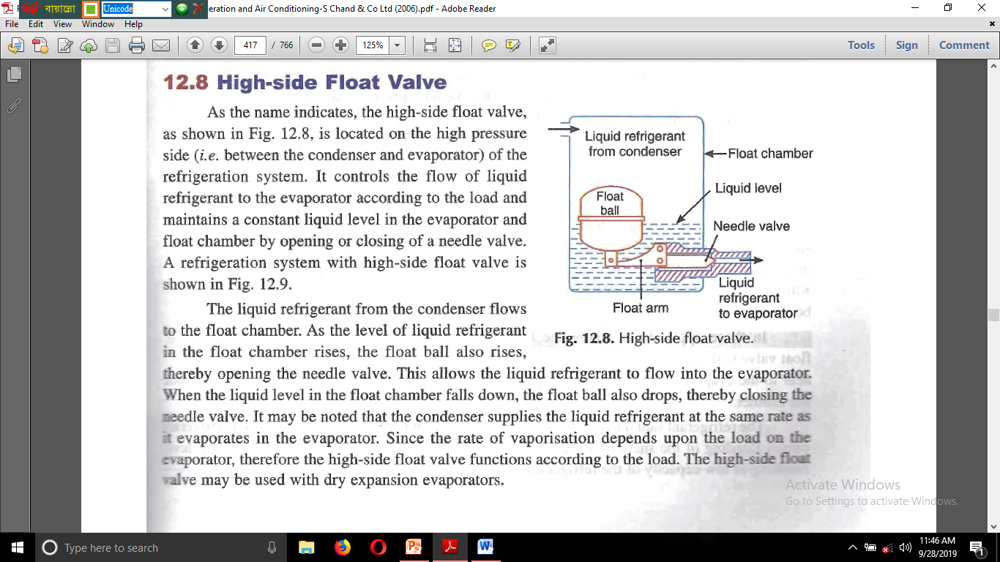 বায়ান্নো
Unicode
eration and Air Conditioning-S Chand & Co Ltd (2006).pdf - Adobe Reader
File Edit View Window Help
417 / 766
125%
Tools Sign Comment
12.8 High-side Float Valve
As the name indicates, the high-side float valve,
as shown in Fig. 12.8, is located on the high pressure
side (i.e. between the condenser and evaporator) of the
refrigeration system. It controls the flow of liquid
refrigerant to the evaporator according to the load and
maintains a constant liquid level in the evaporator and
float chamber by opening or closing of a needle valve.
A refrigeration system with high-side float valve is
shown in Fig. 12.9.
The liquid refrigerant from the condenser flows
to the float chamber. As the level of liquid refrigerant
in the float chamber rises, the float ball also rises,
thereby opening the needle valve. This allows the liquid refrigerant to flow into the evaporator.
When the liquid level in the float chamber falls down, the float ball also drops, thereby closing the
needle valve. It may be noted that the condenser supplies the liquid refrigerant at the same rate as
it evaporates in the evaporator. Since the rate of vaporisation depends upon the load on the
evaporator, therefore the high-side float valve functions according to the load. The high-side float
valve may be used with dry expansion evaporators.
Liquid refrigerant
from condenser
Float chamber
Liquid level
Float
ball
Needle valve
Liquid
refrigerant
to evaporator
Float arm
Fig. 12.8. High-side float valve.
Activate Windows
Go to Settings to activate Windows.
Type here to search
11:46 AM
9/28/2019
1